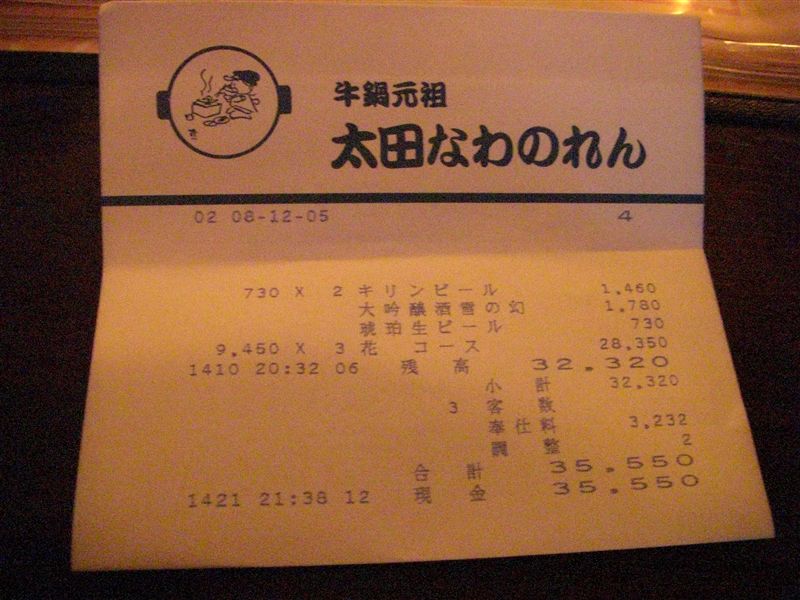 牛鍋元祖
太田なわのれん
02 08-12-05 4
730 X 2 キリンビール 1,460
大吟醸酒雪の幻 1,780
琥珀生ビール 730
9,450 X 3 花 コース 28,350
1410 20:32 06 残 高 32,320
小 計 32,320
3 客 数
奉仕料 3,232
調 整 2
合 計 35,550
1421 21:38 12 現 金 35,550